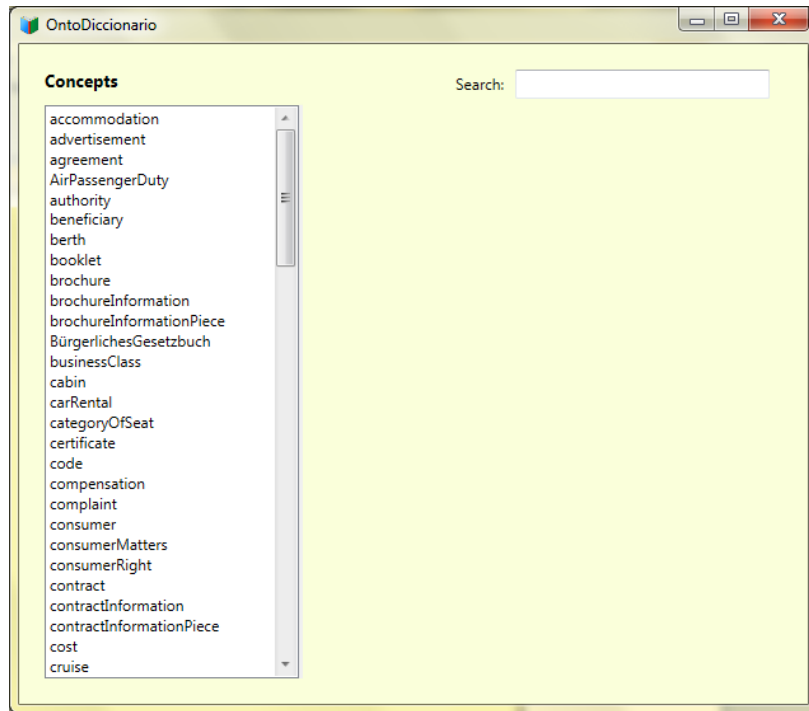 OntoDiccionario
Concepts
Search:
accommodation
advertisement
agreement
AirPassengerDuty
authority
beneficiary
berth
booklet
brochure
brochureInformation
brochureInformationPiece
BürgerlichesGesetzbuch
businessClass
cabin
carRental
categoryOfSeat
certificate
code
compensation
complaint
consumer
consumerMatters
consumerRight
contract
contractInformation
contractInformationPiece
cost
cruise